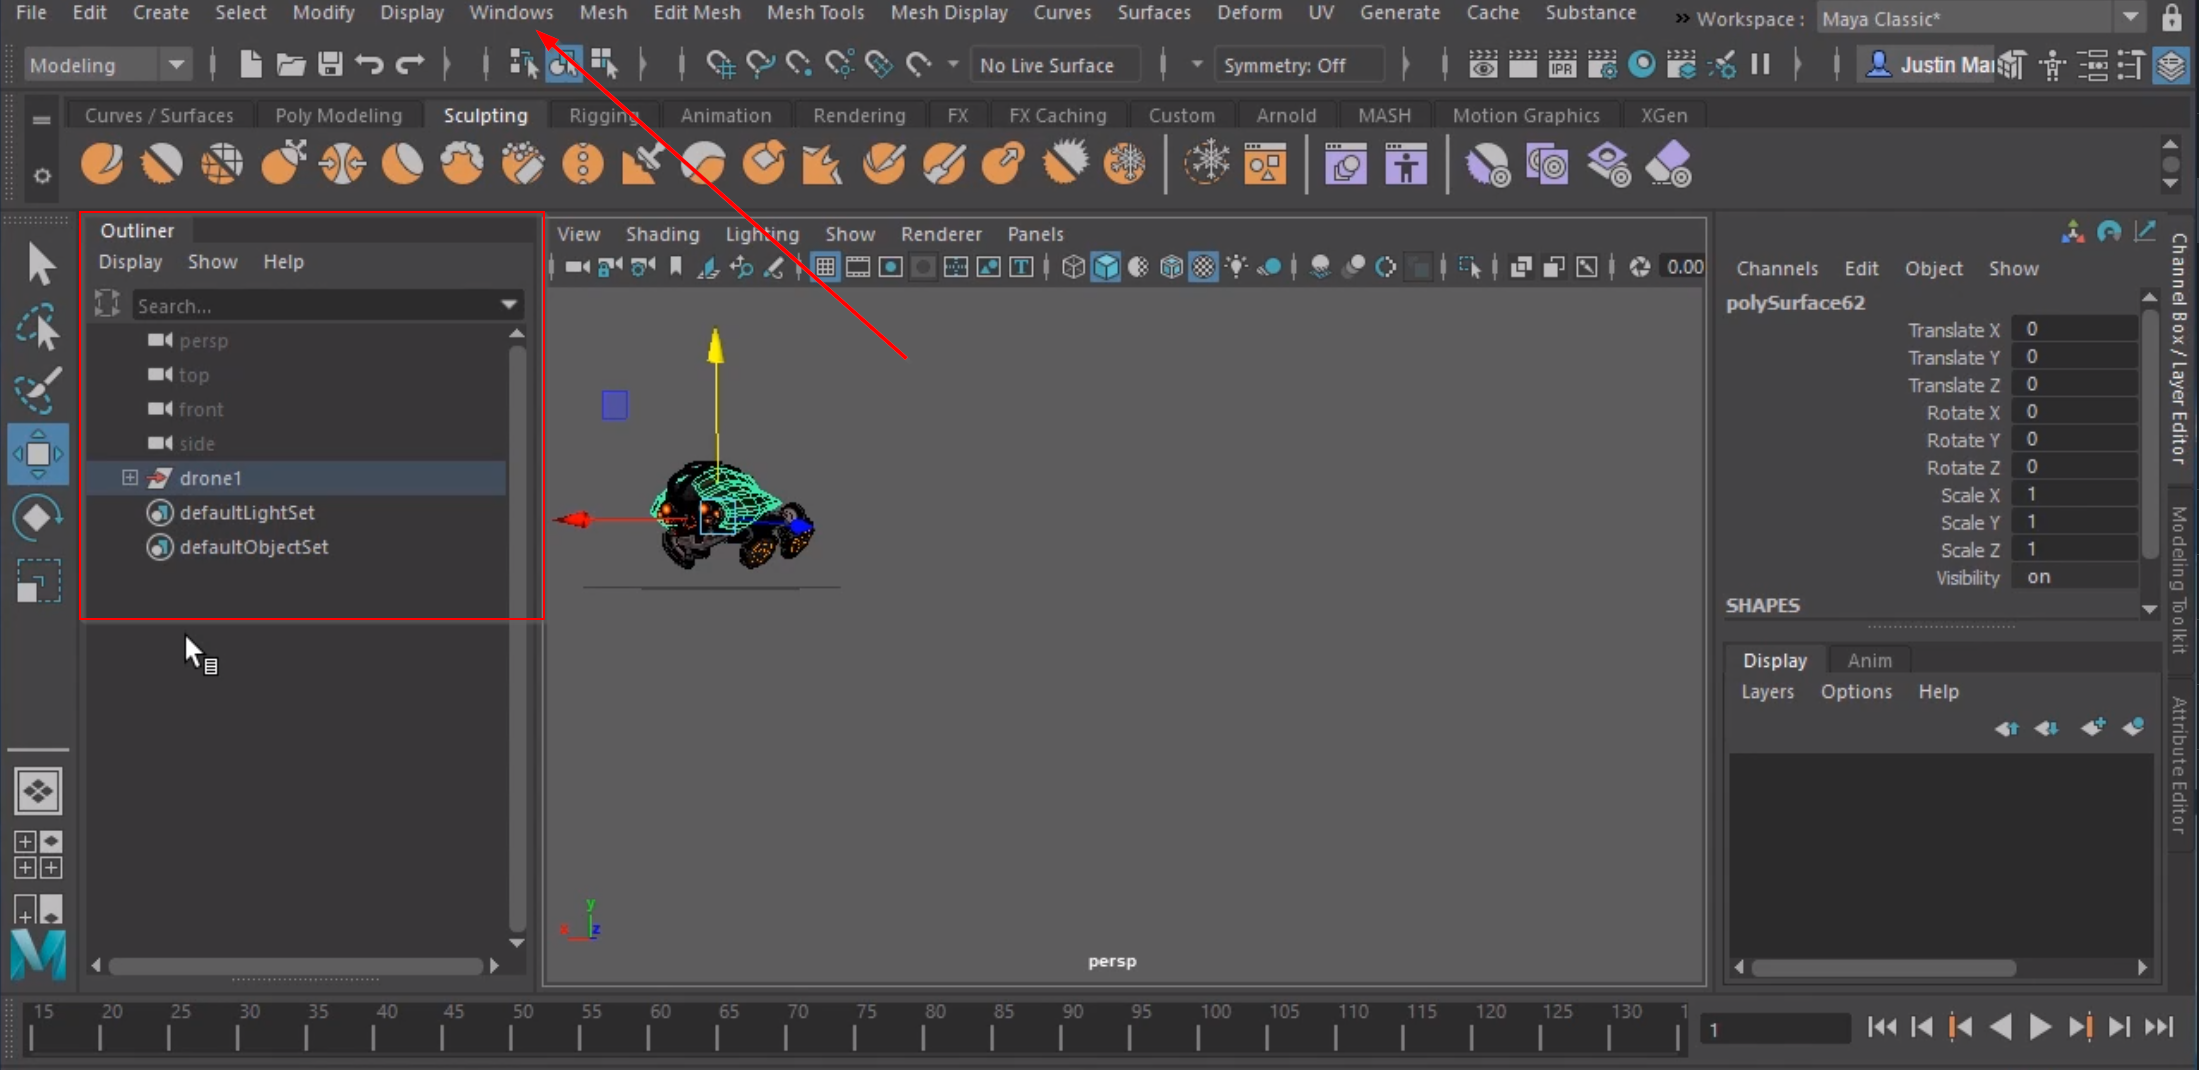 File Edit Create Select Modify Display Windows Mesh Edit Mesh Mesh Tools Mesh Display Curves Surfaces Deform UV Generate Cache Substance » Workspace : Maya Classic*
Modeling No Live Surface Symmetry: Off IPR Justin Mar
Curves / Surfaces Poly Modeling Sculpting Rigging Animation Rendering FX FX Caching Custom Arnold MASH Motion Graphics XGen
Outliner
Display Show Help
Search...
persp
top
front
side
drone1
defaultLightSet
defaultObjectSet
View Shading Lighting Show Renderer Panels
0.00
y
x
z
persp
Channels Edit Object Show
polySurface62
Translate X 0
Translate Y 0
Translate Z 0
Rotate X 0
Rotate Y 0
Rotate Z 0
Scale X 1
Scale Y 1
Scale Z 1
Visibility on
SHAPES
Display Anim
Layers Options Help
Channel Box / Layer Editor
Modeling Toolkit
Attribute Editor
15 20 25 30 35 40 45 50 55 60 65 70 75 80 85 90 95 100 105 110 115 120 125 130 1
1